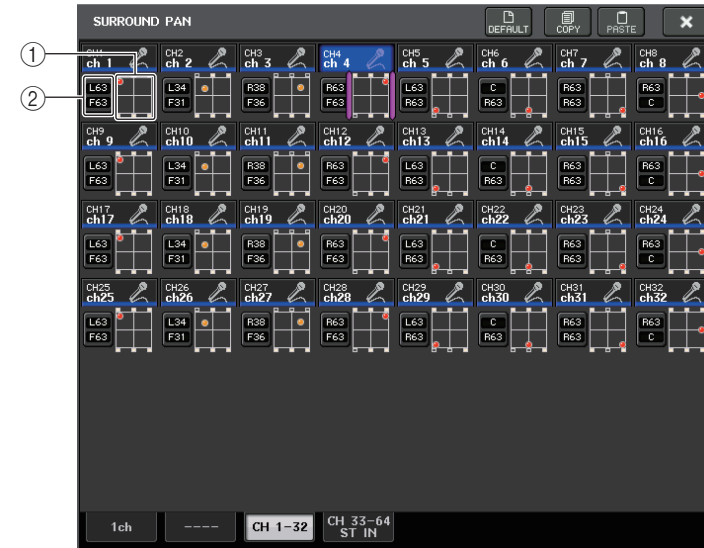 SURROUND PAN
DEFAULT COPY PASTE
①
②
CH1 CH2 CH3 CH4 CH5 CH6 CH7 CH8
ch 1 ch 2 ch 3 ch 4 ch 5 ch 6 ch 7 ch 8
L63 L34 R38 R63 L63 C R63 R63
F63 F31 F36 F63 R63 R63 R63 C
CH9 CH10 CH11 CH12 CH13 CH14 CH15 CH16
ch 9 ch10 ch11 ch12 ch13 ch14 ch15 ch16
L63 L34 R38 R63 L63 C R63 R63
F63 F31 F36 F63 R63 R63 R63 C
CH17 CH18 CH19 CH20 CH21 CH22 CH23 CH24
ch17 ch18 ch19 ch20 ch21 ch22 ch23 ch24
L63 L34 R38 R63 L63 C R63 R63
F63 F31 F36 F63 R63 R63 R63 C
CH25 CH26 CH27 CH28 CH29 CH30 CH31 CH32
ch25 ch26 ch27 ch28 ch29 ch30 ch31 ch32
L63 L34 R38 R63 L63 C R63 R63
F63 F31 F36 F63 R63 R63 R63 C
1ch ---- CH 1-32 CH 33-64
ST IN